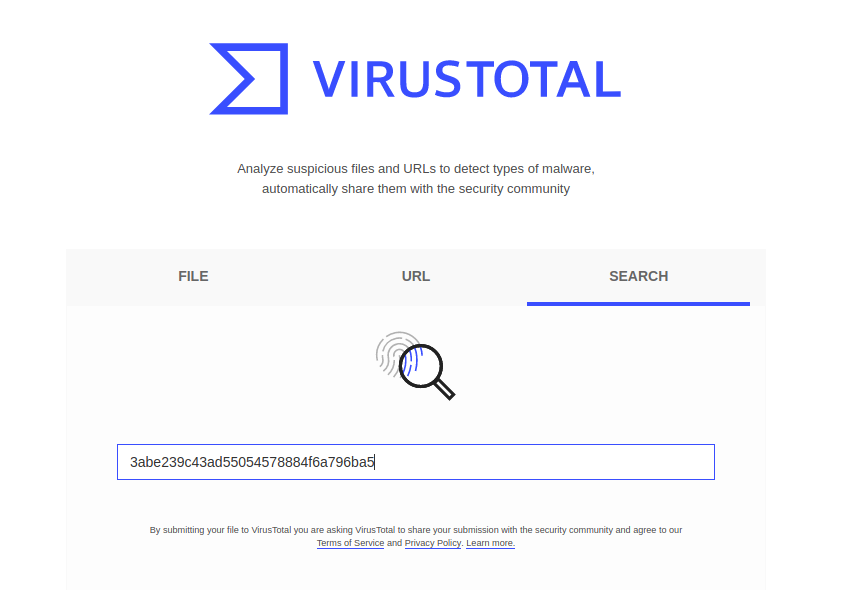 VIRUSTOTAL
Analyze suspicious files and URLs to detect types of malware,
automatically share them with the security community
FILE URL SEARCH
3abe239c43ad55054578884f6a796ba5
By submitting your file to VirusTotal you are asking VirusTotal to share your submission with the security community and agree to our
Terms of Service and Privacy Policy. Learn more.